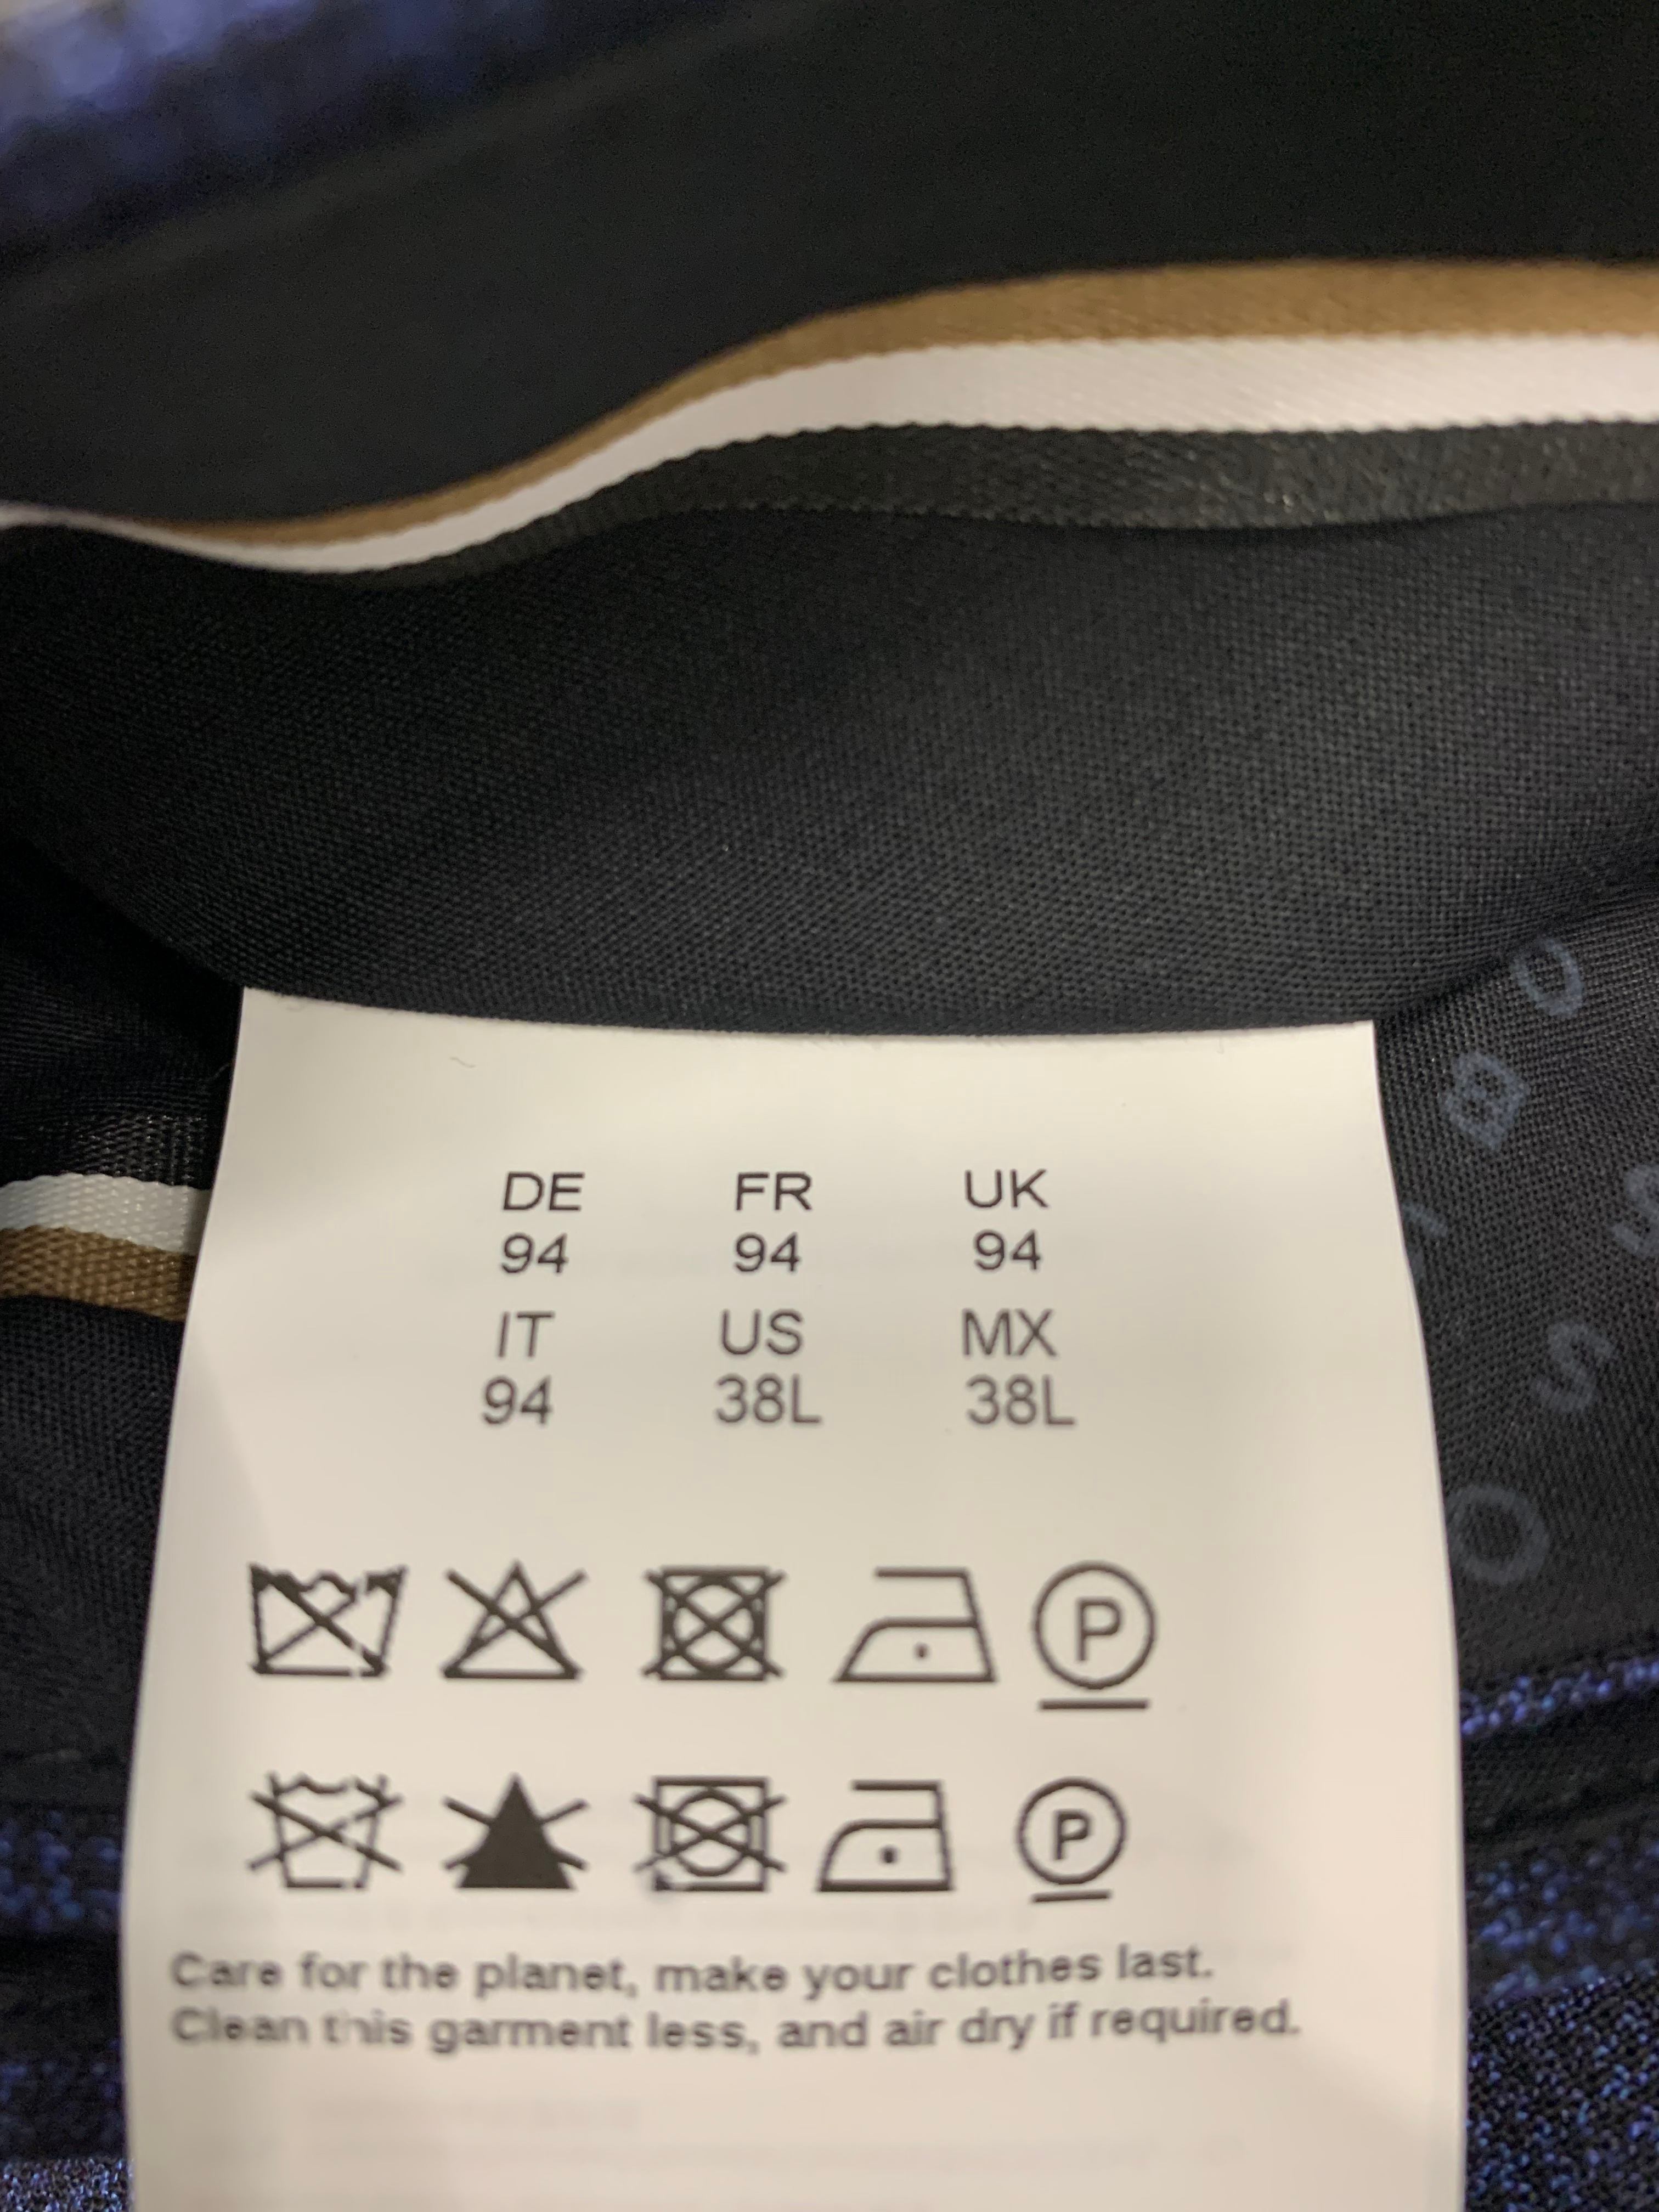 DE FR UK
94 94 94
IT US MX
94 38L 38L
P
P
Care for the planet, make your clothes last.
Clean this garment less, and air dry if required.
BOSS